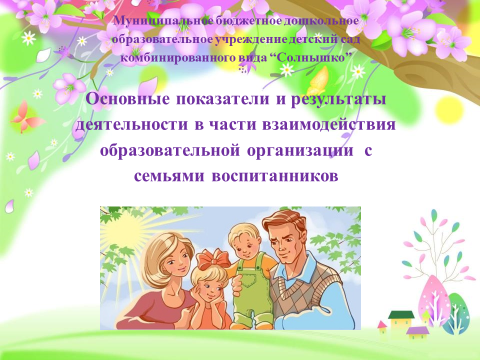 Муниципальное бюджетное дошкольное
образовательное учреждение детский сад
комбинированного вида “Солнышко”
Основные показатели и результаты
деятельности в части взаимодействия
образовательной организации с
семьями воспитанников